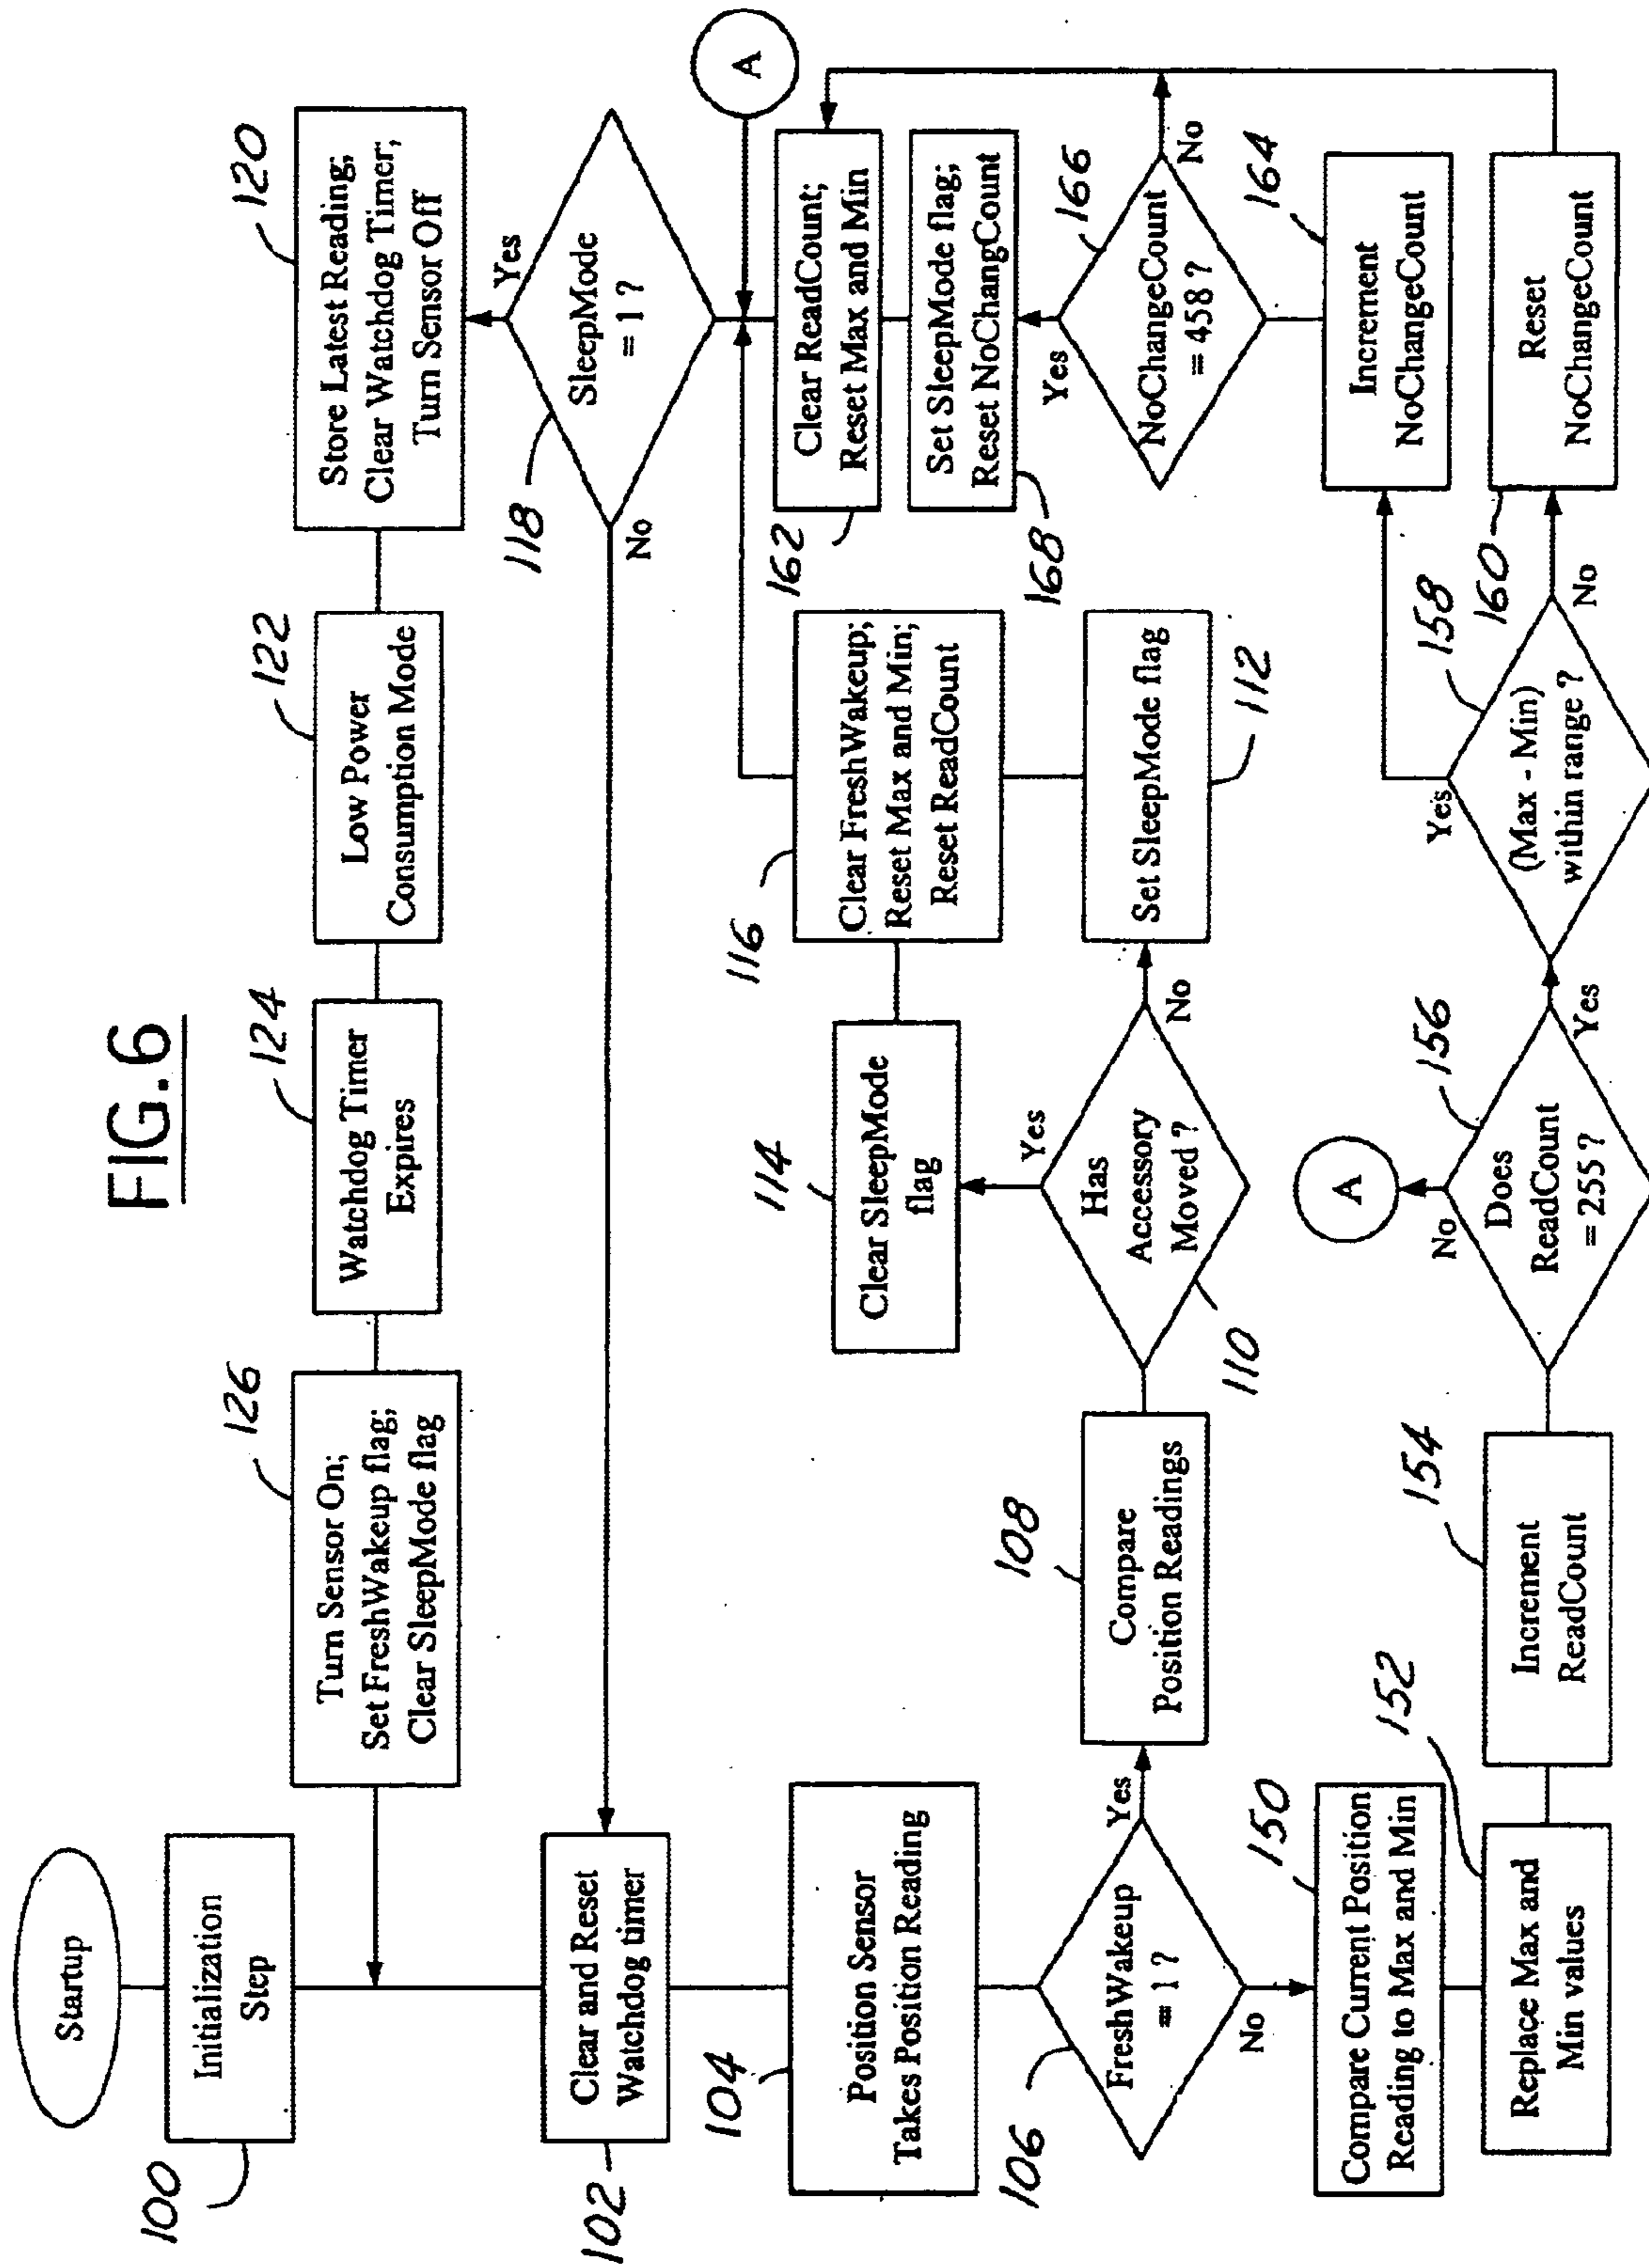 FIG.6
Startup
100
Initialization
Step
126
Turn Sensor On;
Set FreshWakeup flag;
Clear SleepMode flag
124
Watchdog Timer
Expires
122
Low Power
Consumption Mode
120
Store Latest Reading;
Clear Watchdog Timer;
Turn Sensor Off
102
Clear and Reset
Watchdog timer
118
SleepMode
= 1 ?
Yes
No
A
104
Position Sensor
Takes Position Reading
106
FreshWakeup
= 1 ?
Yes
No
108
Compare
Position Readings
110
Has
Accessory
Moved ?
Yes
No
114
Clear SleepMode
flag
116
Clear FreshWakeup;
Reset Max and Min;
Reset ReadCount
112
Set SleepMode flag
162
Clear ReadCount;
Reset Max and Min
168
Set SleepMode flag;
Reset NoChangCount
166
NoChangeCount
= 458 ?
Yes
No
164
Increment
NoChangeCount
150
Compare Current Position
Reading to Max and Min
152
Replace Max and
Min values
154
Increment
ReadCount
156
Does
ReadCount
= 255 ?
No
Yes
A
158
(Max - Min)
within range ?
Yes
No
160
Reset
NoChangeCount